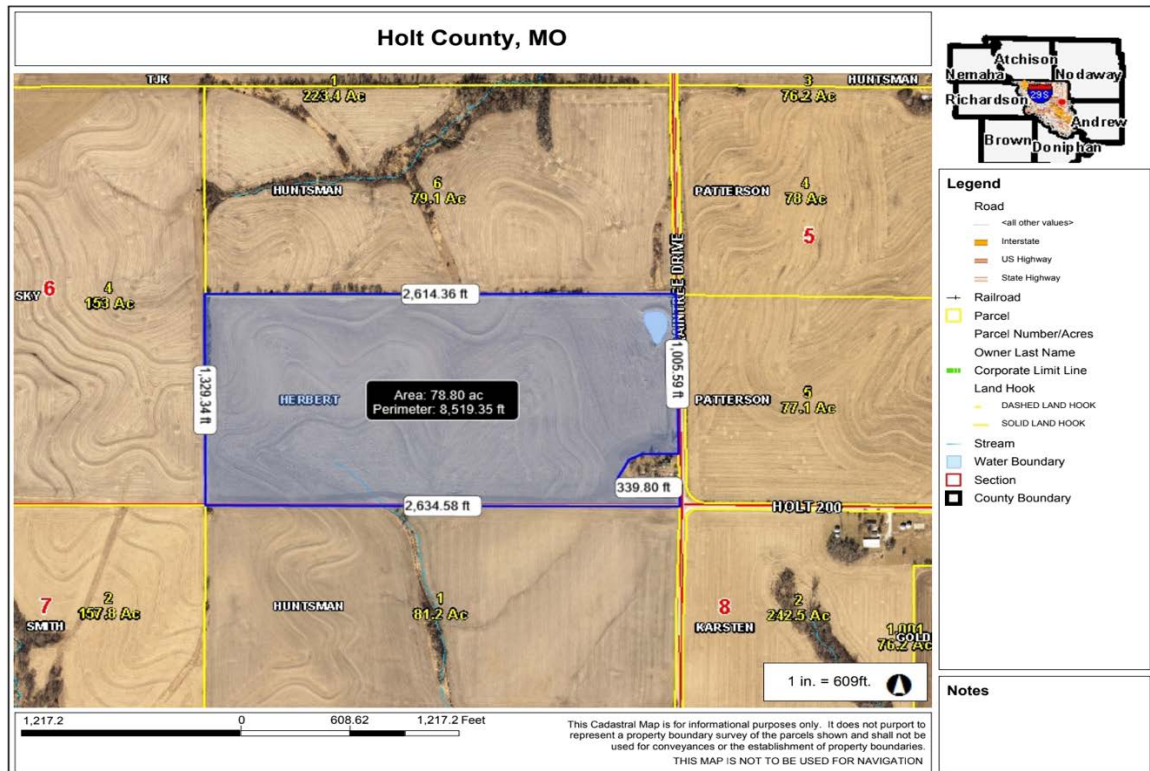 Holt County, MO
Atchison
Nemaha
Nodaway
Richardson
29S
Andrew
Brown
Doniphan
TJK
1
223.4 Ac
3
76.2 Ac
HUNTSMAN
HUNTSMAN
6
79.1 Ac
PATTERSON
4
78 Ac
5
SKY
6
4
153 Ac
2,614.36 ft
AINTREE DRIVE
1,329.34 ft
1,005.59 ft
HERBERT
Area: 78.80 ac
Perimeter: 8,519.35 ft
PATTERSON
5
77.1 Ac
339.80 ft
2,634.58 ft
HOLT 200
7
2
157.8 Ac
SMITH
HUNTSMAN
1
81.2 Ac
8
KARSTEN
2
242.5 Ac
1.001
76.2 Ac
GOLD
1 in. = 609ft.
Legend
Road
<all other values>
Interstate
US Highway
State Highway
Railroad
Parcel
Parcel Number/Acres
Owner Last Name
Corporate Limit Line
Land Hook
DASHED LAND HOOK
SOLID LAND HOOK
Stream
Water Boundary
Section
County Boundary
Notes
1,217.2 0 608.62 1,217.2 Feet
This Cadastral Map is for informational purposes only. It does not purport to
represent a property boundary survey of the parcels shown and shall not be
used for conveyances or the establishment of property boundaries.
THIS MAP IS NOT TO BE USED FOR NAVIGATION